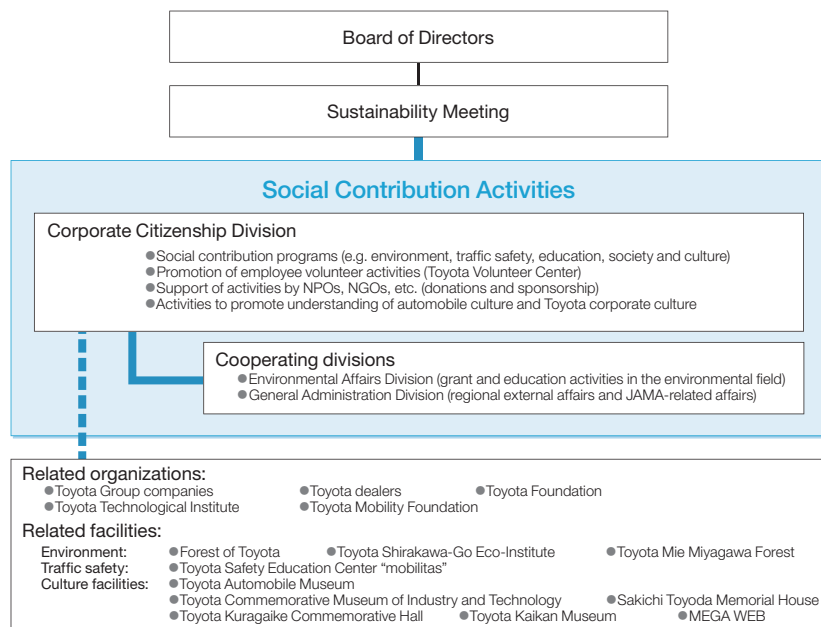 Board of Directors
Sustainability Meeting
Social Contribution Activities
Corporate Citizenship Division
●Social contribution programs (e.g. environment, traffic safety, education, society and culture)
●Promotion of employee volunteer activities (Toyota Volunteer Center)
●Support of activities by NPOs, NGOs, etc. (donations and sponsorship)
●Activities to promote understanding of automobile culture and Toyota corporate culture
Cooperating divisions
●Environmental Affairs Division (grant and education activities in the environmental field)
●General Administration Division (regional external affairs and JAMA-related affairs)
Related organizations:
●Toyota Group companies ●Toyota dealers ●Toyota Foundation
●Toyota Technological Institute ●Toyota Mobility Foundation
Related facilities:
Environment: ●Forest of Toyota ●Toyota Shirakawa-Go Eco-Institute ●Toyota Mie Miyagawa Forest
Traffic safety: ●Toyota Safety Education Center “mobilitas”
Culture facilities: ●Toyota Automobile Museum
●Toyota Commemorative Museum of Industry and Technology ●Sakichi Toyoda Memorial House
●Toyota Kuragaike Commemorative Hall ●Toyota Kaikan Museum ●MEGA WEB